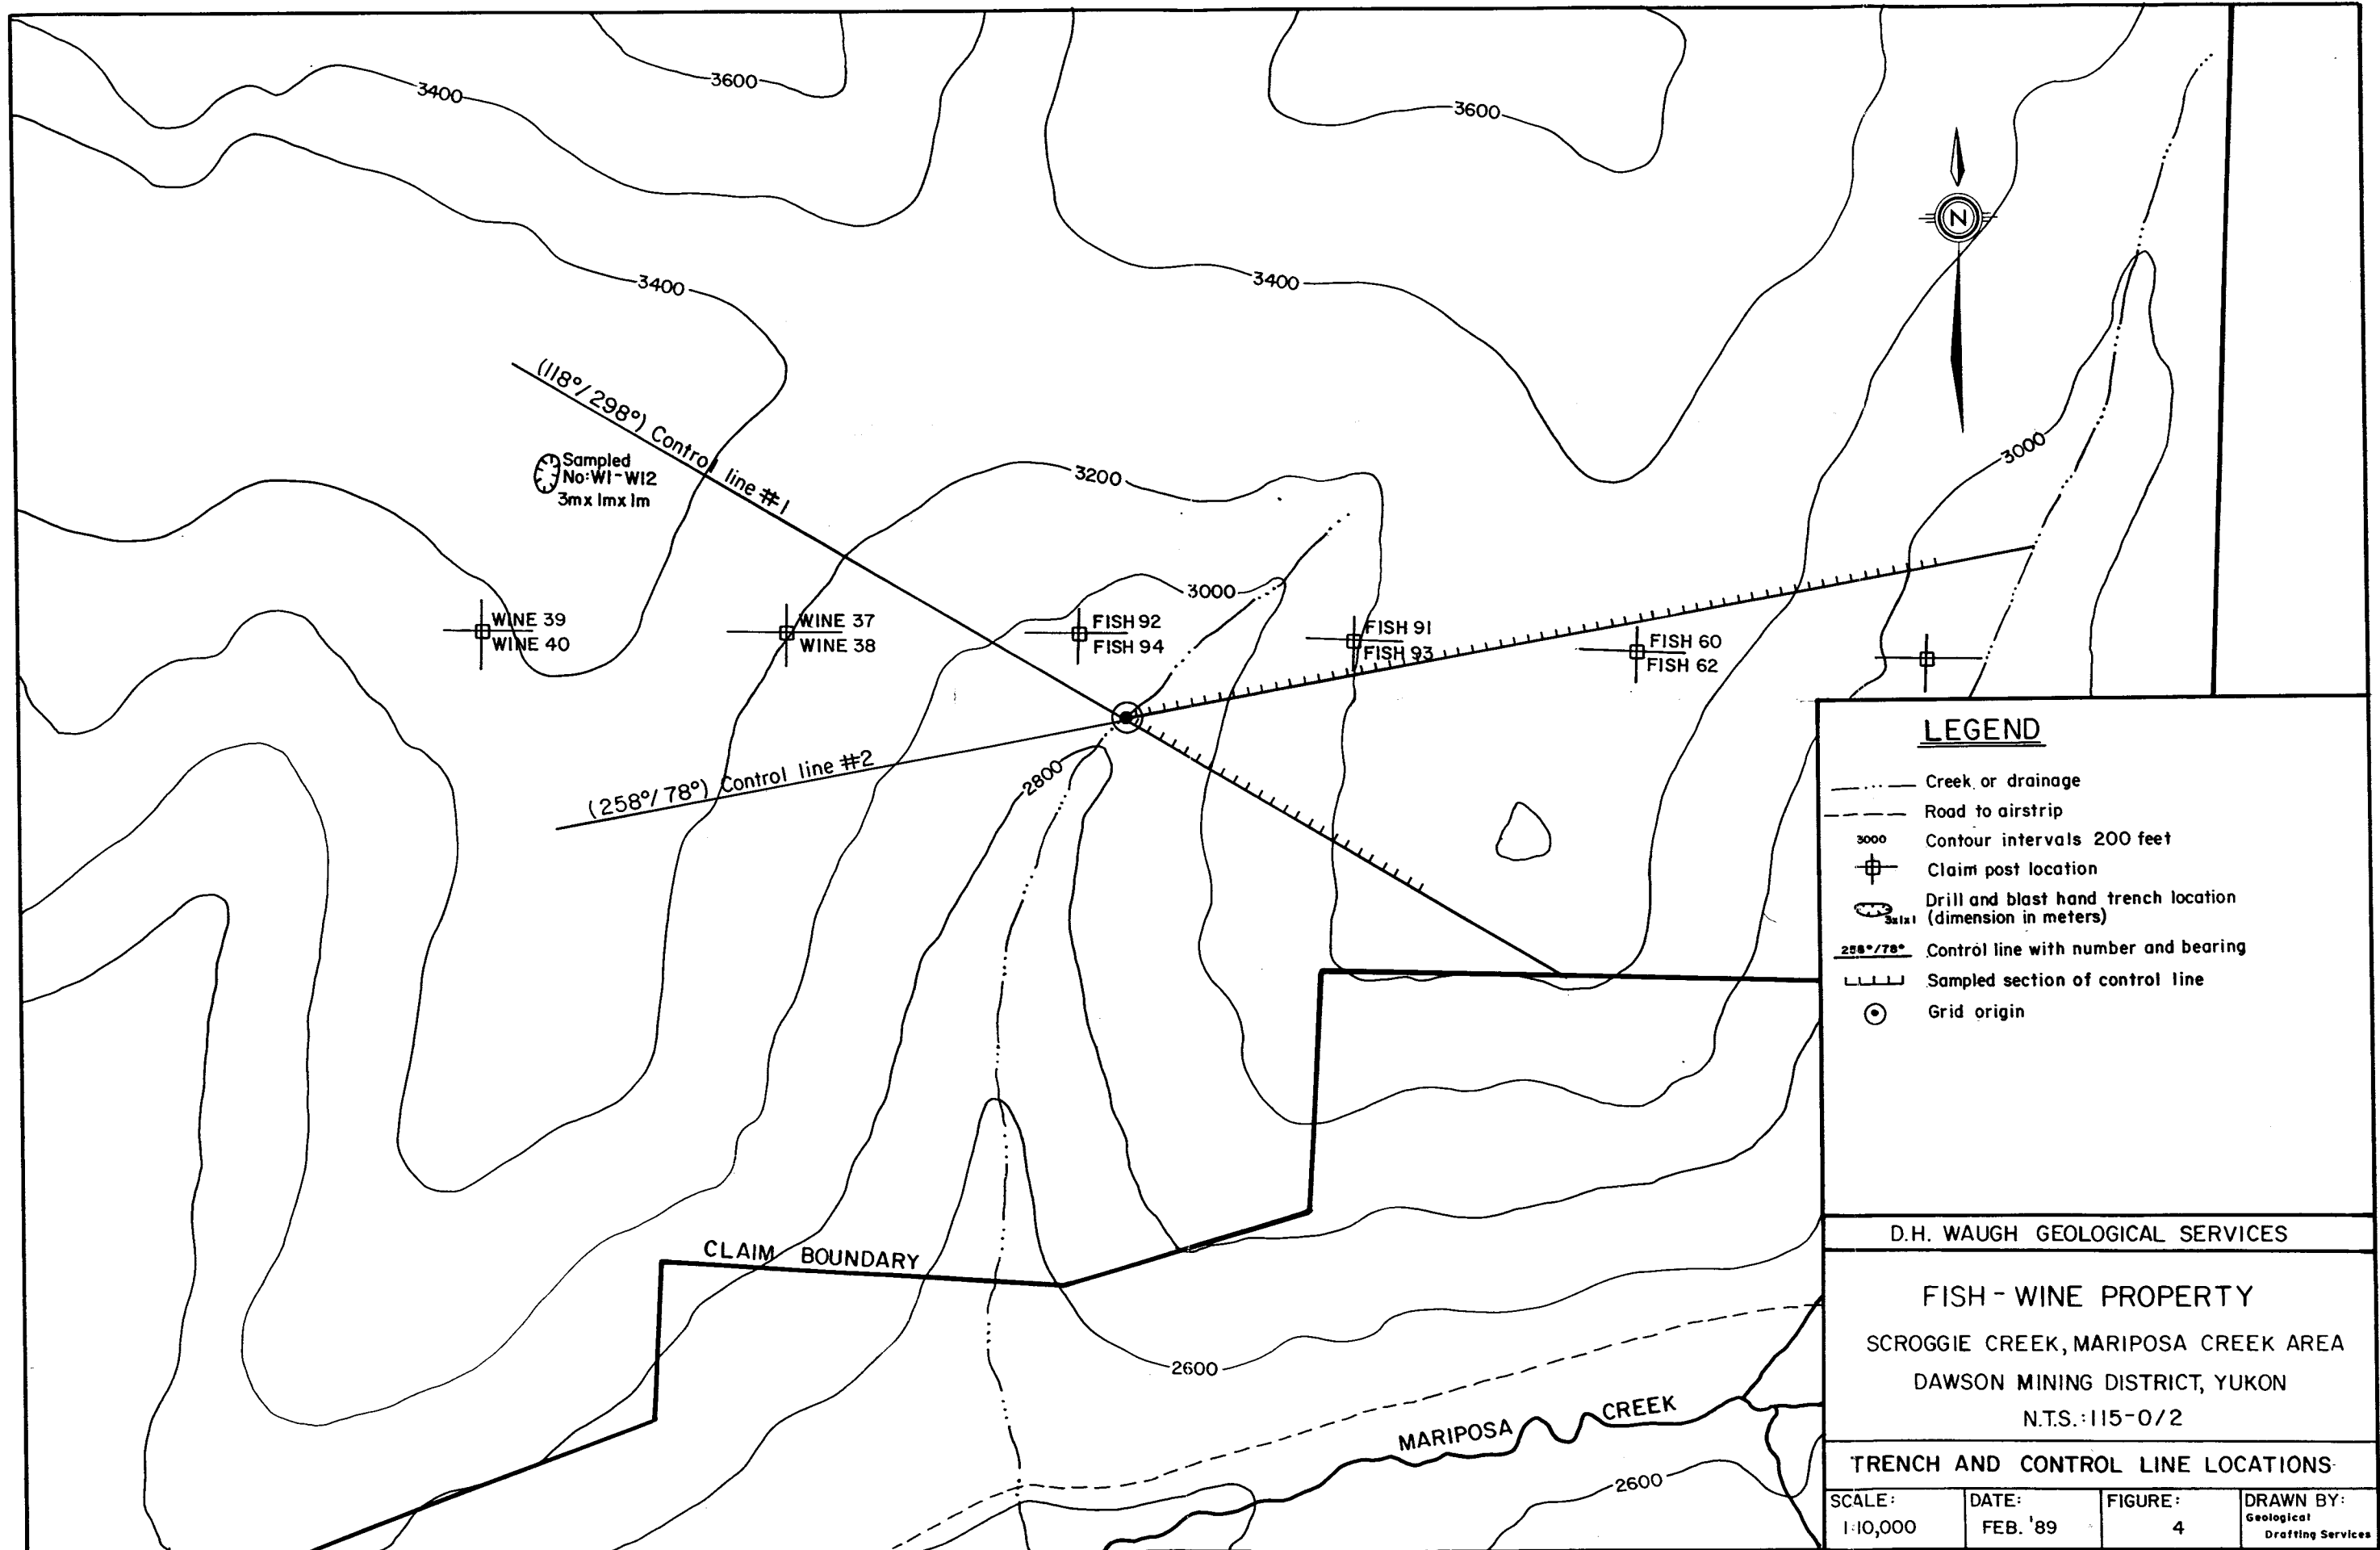 3600
3400
3600
N
3400
3400
(118°/298°) Control line #1
3000
Sampled
No: W1-W12
3m x 1m x 1m
3200
3000
WINE 39
WINE 40
WINE 37
WINE 38
FISH 92
FISH 94
FISH 91
FISH 93
FISH 60
FISH 62
(258°/78°) Control line #2
2800
LEGEND
Creek or drainage
Road to airstrip
3000 Contour intervals 200 feet
Claim post location
Drill and blast hand trench location
3x1x1 (dimension in meters)
258°/78° Control line with number and bearing
Sampled section of control line
Grid origin
CLAIM BOUNDARY
2600
MARIPOSA CREEK
2600
D.H. WAUGH GEOLOGICAL SERVICES
FISH - WINE PROPERTY
SCROGGIE CREEK, MARIPOSA CREEK AREA
DAWSON MINING DISTRICT, YUKON
N.T.S.: 115-O/2
TRENCH AND CONTROL LINE LOCATIONS
SCALE:
1:10,000
DATE:
FEB. '89
FIGURE:
4
DRAWN BY:
Geological
Drafting Services